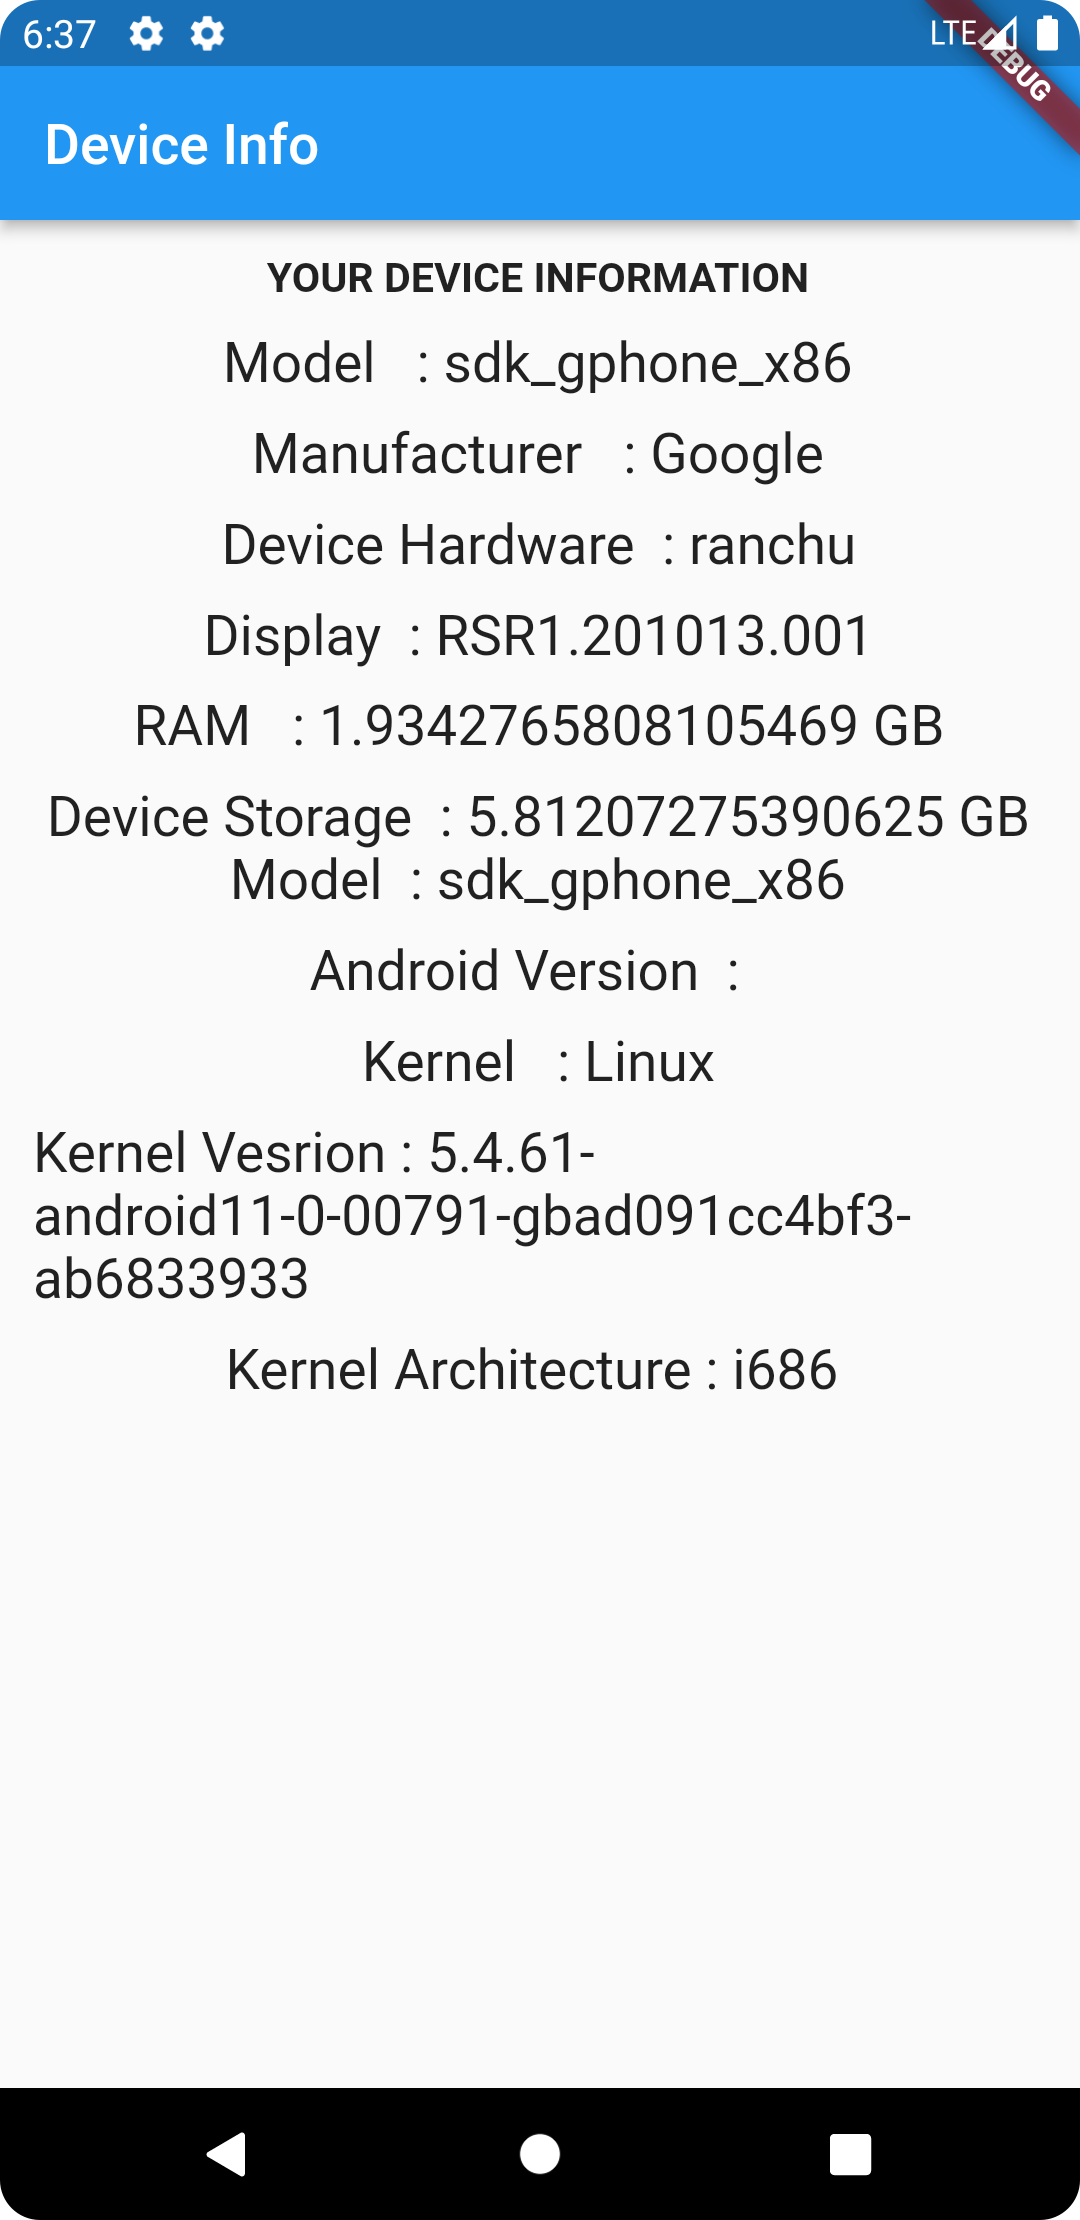 6:37 LTE
DEBUG
Device Info
YOUR DEVICE INFORMATION
Model : sdk_gphone_x86
Manufacturer : Google
Device Hardware : ranchu
Display : RSR1.201013.001
RAM : 1.9342765808105469 GB
Device Storage : 5.81207275390625 GB
Model : sdk_gphone_x86
Android Version :
Kernel : Linux
Kernel Vesrion : 5.4.61-
android11-0-00791-gbad091cc4bf3-
ab6833933
Kernel Architecture : i686